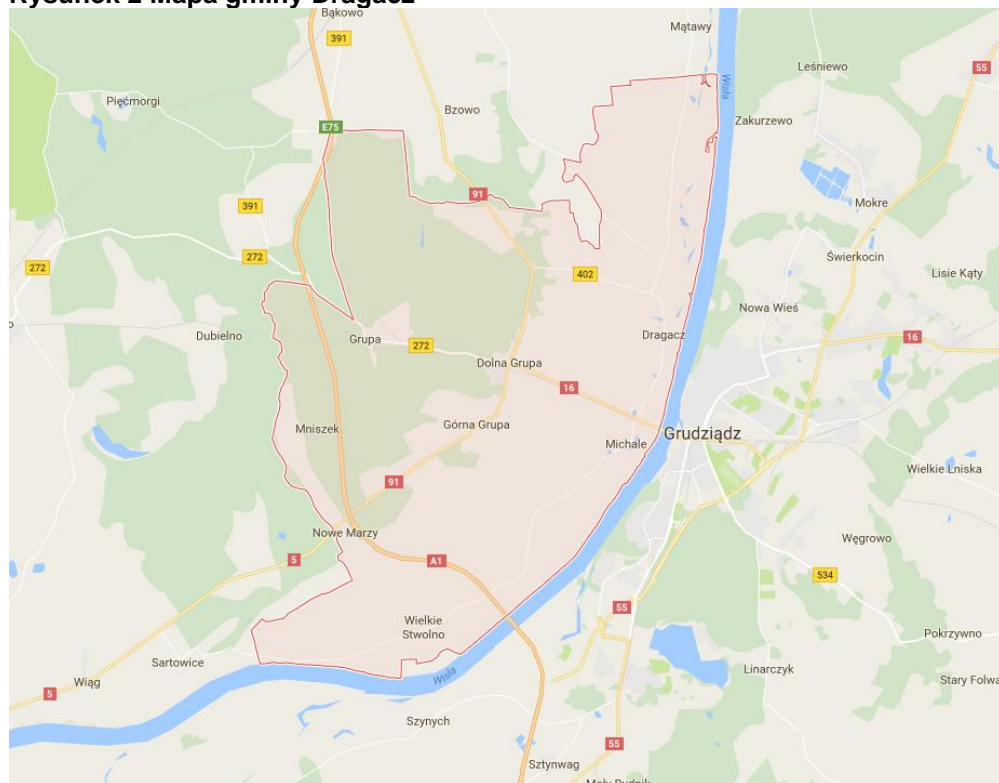 Rysunek 2 Mapa gminy Dragacz
Bąkowo
391
Mątawy
Leśniewo
55
Pięćmorgi
Bzowo
Wisła
Zakurzewo
E75
91
391
Mokre
272
272
402
Świerkocin
Lisie Kąty
Nowa Wieś
Dubielno
Grupa
272
Dragacz
16
Dolna Grupa
16
Mniszek
Górna Grupa
Michale
Grudziądz
91
Wielkie Lniska
Nowe Marzy
5
A1
Węgrowo
534
55
Wielkie
Stwolno
Pokrzywno
Sartowice
Wiąg
Wisła
Linarczyk
Stary Folwa
5
Szynych
55
Sztynwag
Mały Rudnik